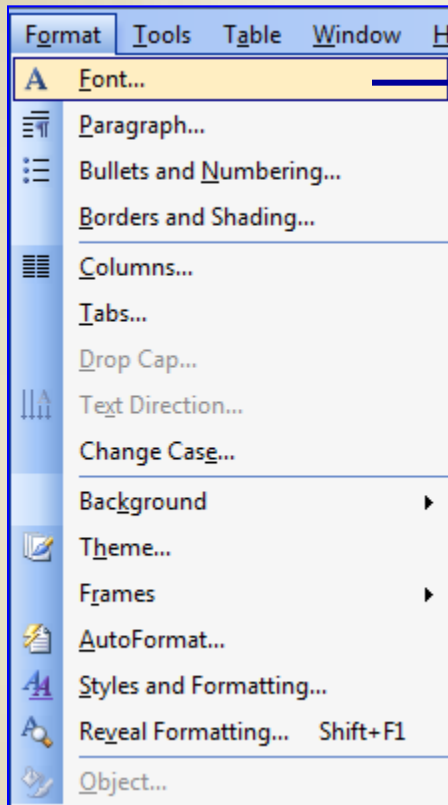 Format Tools Table Window H
Font...
Paragraph...
Bullets and Numbering...
Borders and Shading...
Columns...
Tabs...
Drop Cap...
Text Direction...
Change Case...
Background
Theme...
Frames
AutoFormat...
Styles and Formatting...
Reveal Formatting... Shift+F1
Object...